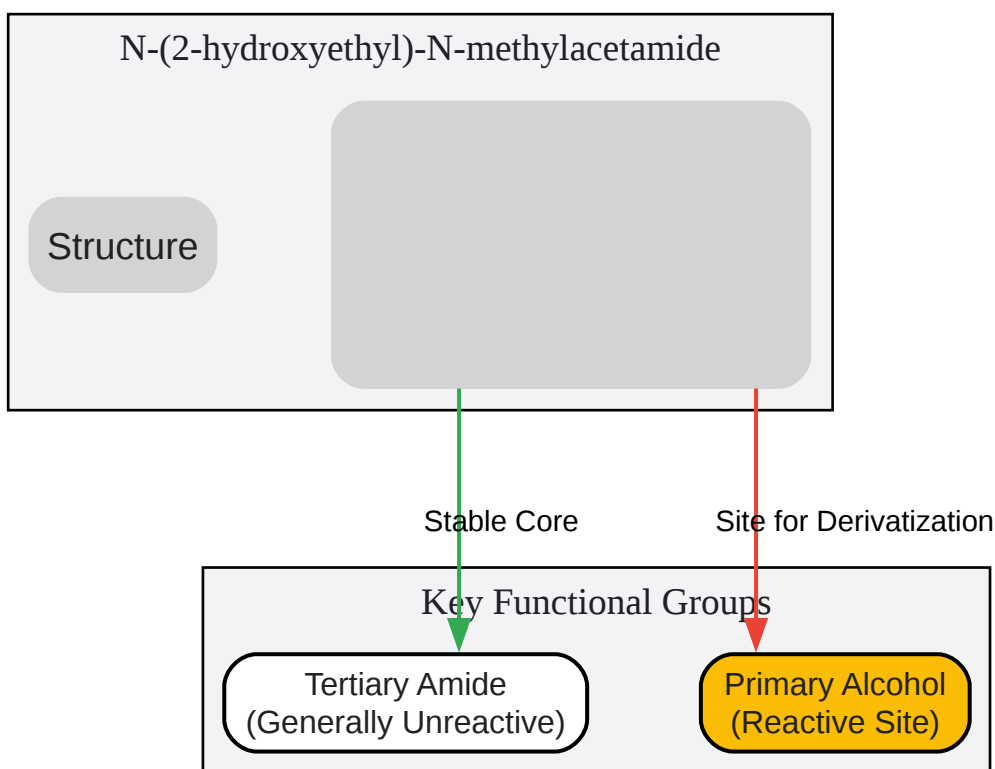 N-(2-hydroxyethyl)-N-methylacetamide
Structure
Stable Core
Site for Derivatization
Key Functional Groups
Tertiary Amide
(Generally Unreactive)
Primary Alcohol
(Reactive Site)